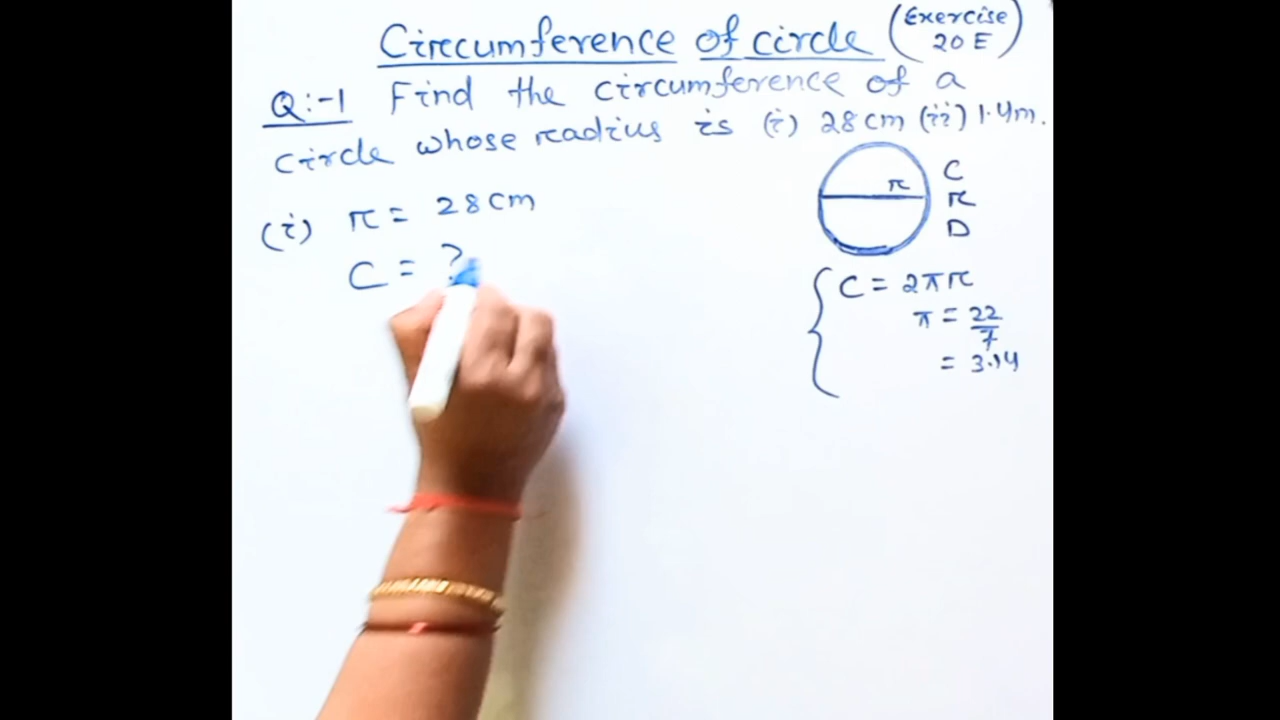 Circumference of circle (Exercise 20 E)
Q:-1 Find the circumference of a
circle whose radius is (i) 28 cm (ii) 1.4m.
(i) r = 28 cm
C = ?
r
C
r
D
C = 2πr
π = 22/7
= 3.14